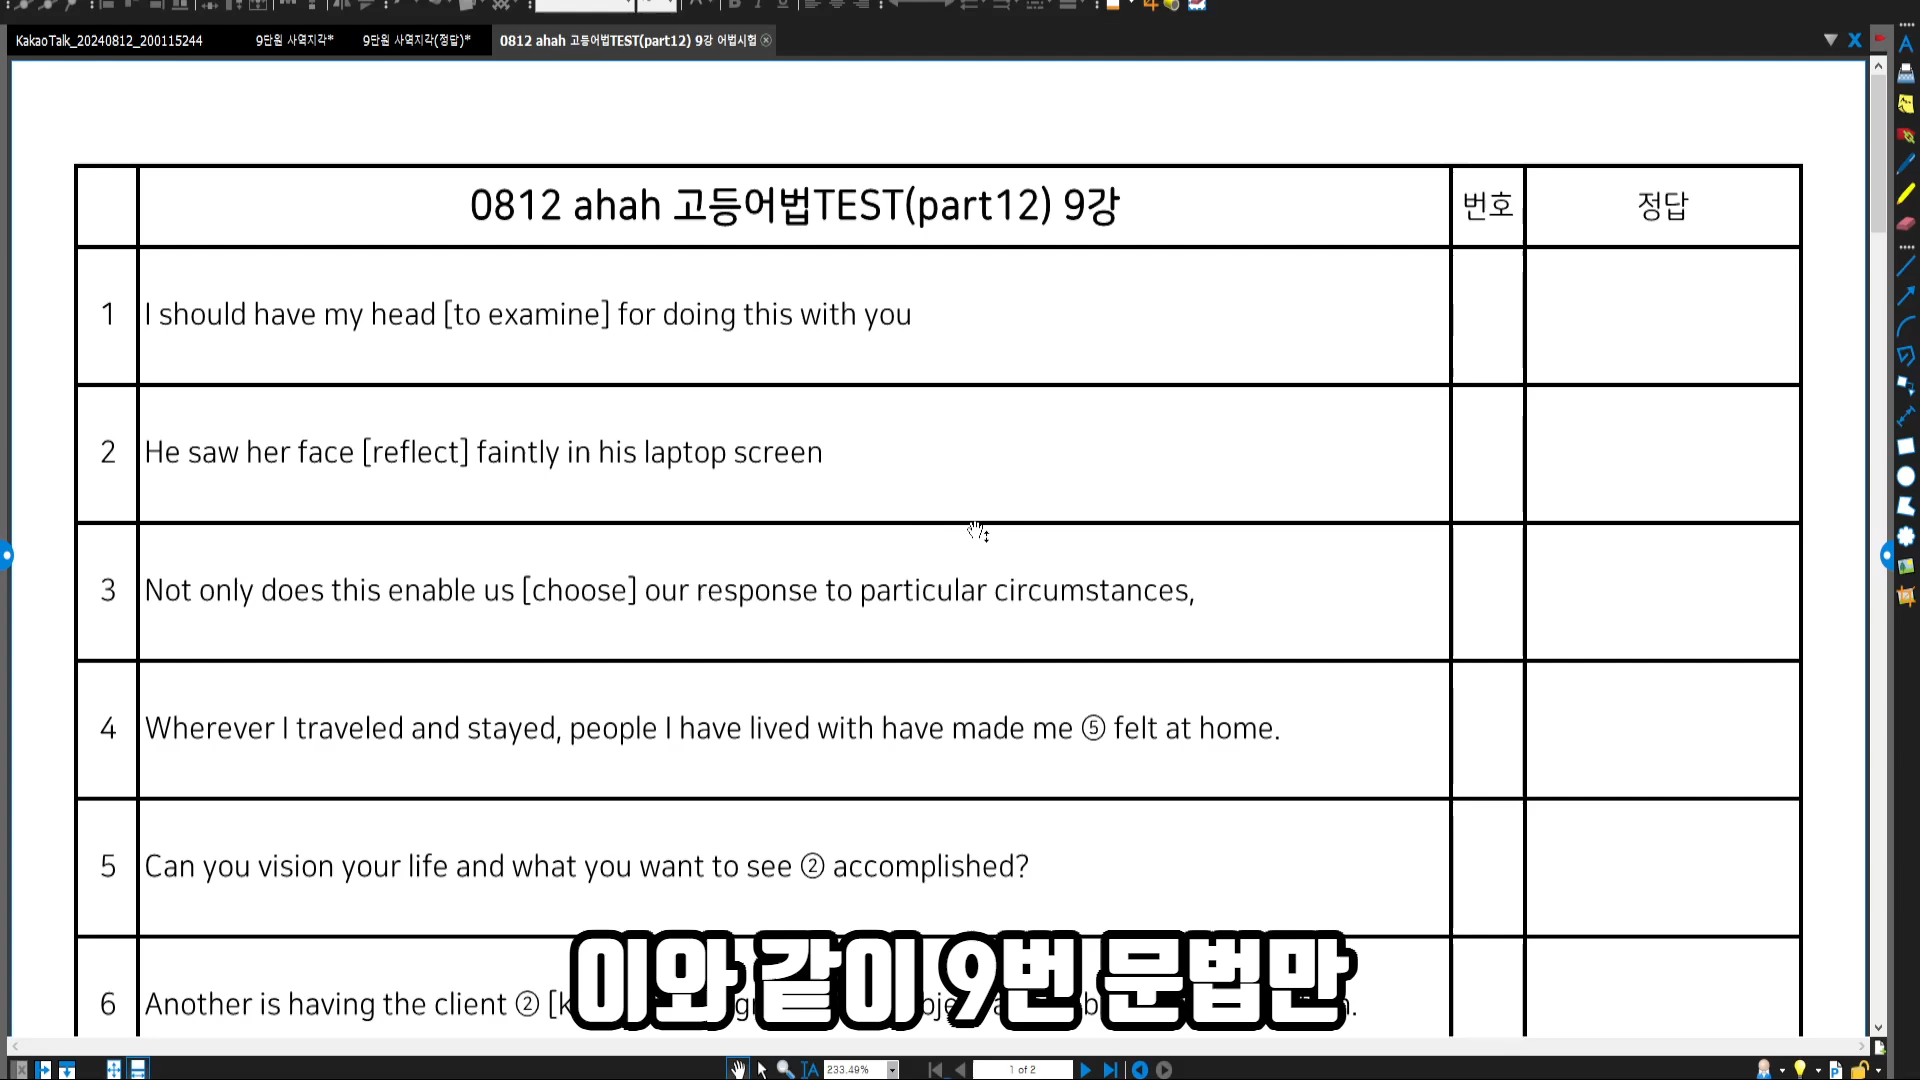 KakaoTalk_20240812_200115244 9단원 사역지각* 9단원 사역지각(정답)* 0812 ahah 고등어법TEST(part12) 9강 어법시험
0812 ahah 고등어법TEST(part12) 9강 번호 정답
1 I should have my head [to examine] for doing this with you
2 He saw her face [reflect] faintly in his laptop screen
3 Not only does this enable us [choose] our response to particular circumstances,
4 Wherever I traveled and stayed, people I have lived with have made me ⑤ felt at home.
5 Can you vision your life and what you want to see ② accomplished?
6 Another is having the client ②
이와 같이 9번 문법만
233.49% 1 of 2